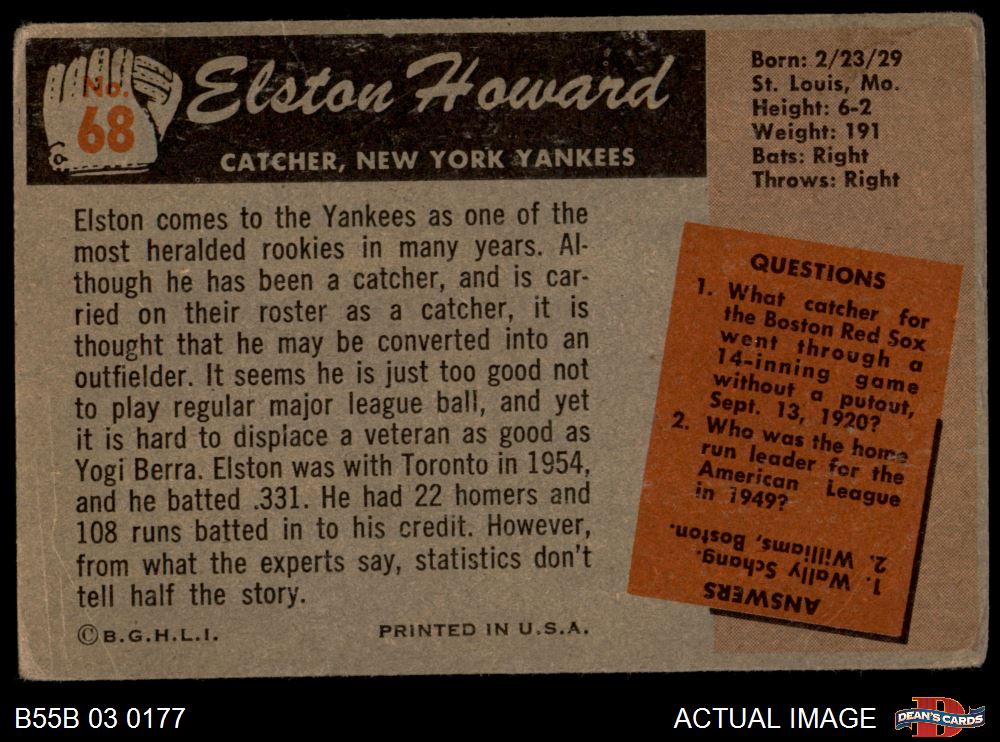 No.
68
Elston Howard
CATCHER, NEW YORK YANKEES
Born: 2/23/29
St. Louis, Mo.
Height: 6-2
Weight: 191
Bats: Right
Throws: Right
Elston comes to the Yankees as one of the
most heralded rookies in many years. Al-
though he has been a catcher, and is car-
ried on their roster as a catcher, it is
thought that he may be converted into an
outfielder. It seems he is just too good not
to play regular major league ball, and yet
it is hard to displace a veteran as good as
Yogi Berra. Elston was with Toronto in 1954,
and he batted .331. He had 22 homers and
108 runs batted in to his credit. However,
from what the experts say, statistics don't
tell half the story.
©B.G.H.L.I.
PRINTED IN U.S.A.
QUESTIONS
1. What catcher for
the Boston Red Sox
went through a
14-inning game
without a putout,
Sept. 13, 1920?
2. Who was the home
run leader for the
American League
in 1949?
ANSWERS
1. Wally Schang.
2. Williams, Boston.
B55B 03 0177
ACTUAL IMAGE
D
DEAN'S CARDS